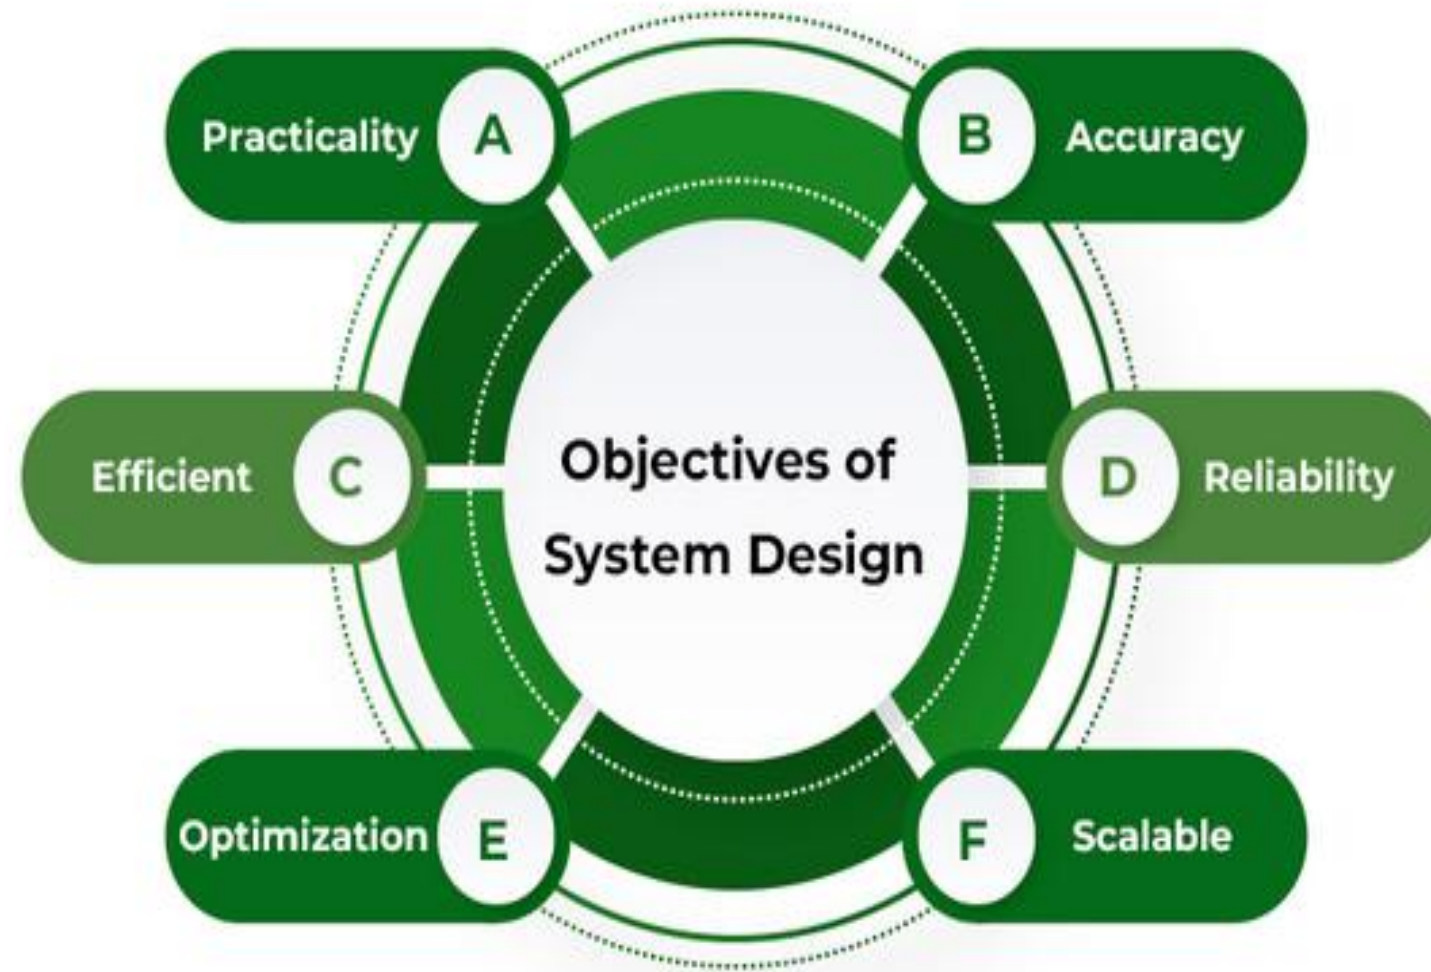 Practicality A
B Accuracy
Efficient C
Objectives of
System Design
D Reliability
Optimization E
F Scalable